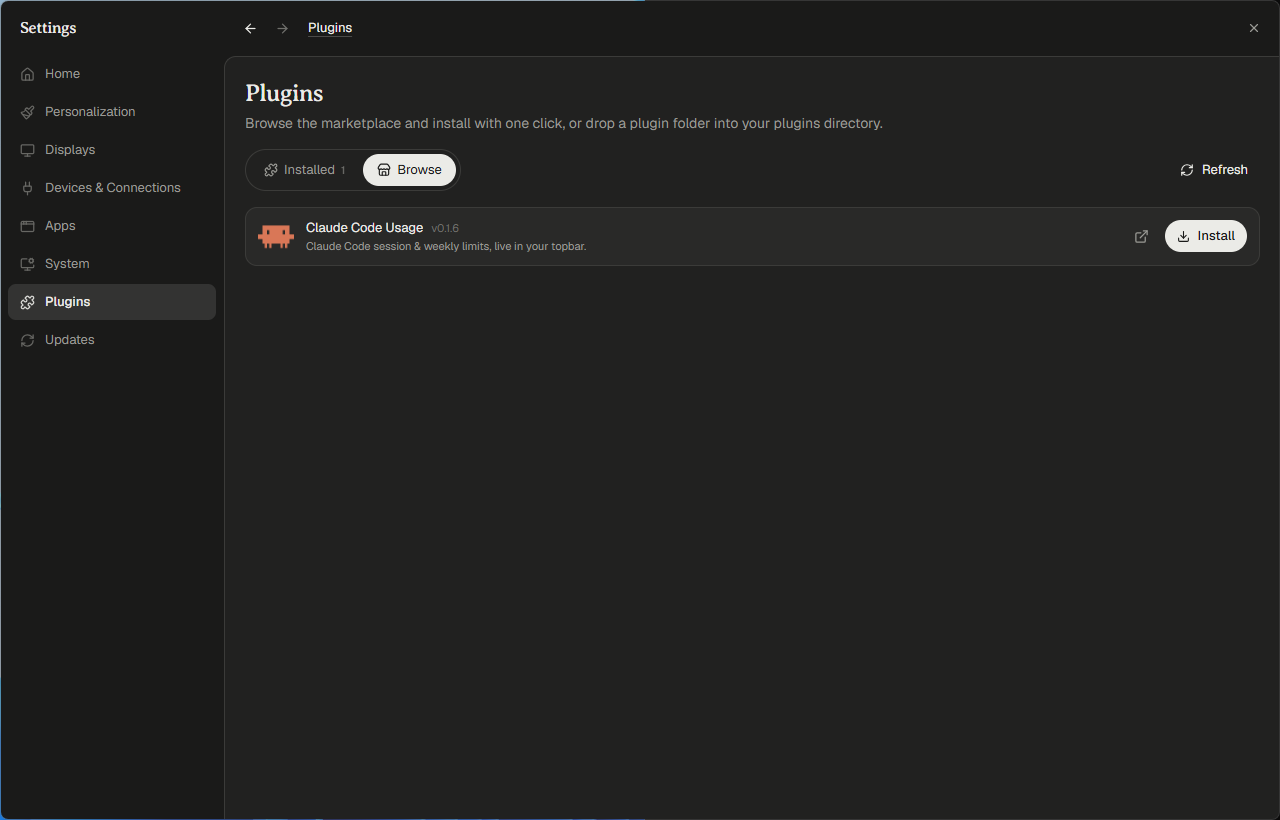 Settings
Plugins
Home
Personalization
Displays
Devices & Connections
Apps
System
Plugins
Updates
Plugins
Browse the marketplace and install with one click, or drop a plugin folder into your plugins directory.
Installed 1
Browse
Refresh
Claude Code Usage v0.1.6
Claude Code session & weekly limits, live in your topbar.
Install